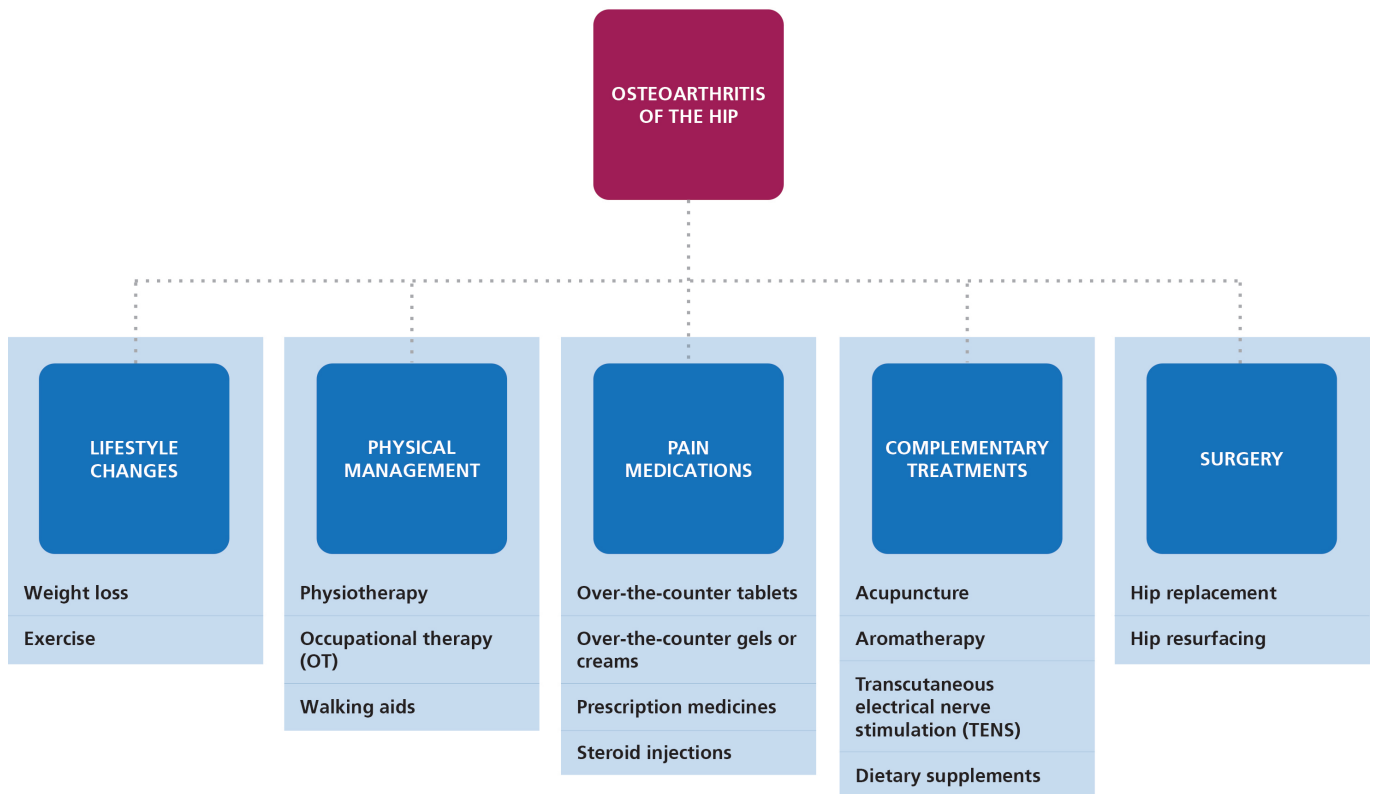 OSTEOARTHRITIS
OF THE HIP
LIFESTYLE
CHANGES
Weight loss
Exercise
PHYSICAL
MANAGEMENT
Physiotherapy
Occupational therapy
(OT)
Walking aids
PAIN
MEDICATIONS
Over-the-counter tablets
Over-the-counter gels or
creams
Prescription medicines
Steroid injections
COMPLEMENTARY
TREATMENTS
Acupuncture
Aromatherapy
Transcutaneous
electrical nerve
stimulation (TENS)
Dietary supplements
SURGERY
Hip replacement
Hip resurfacing